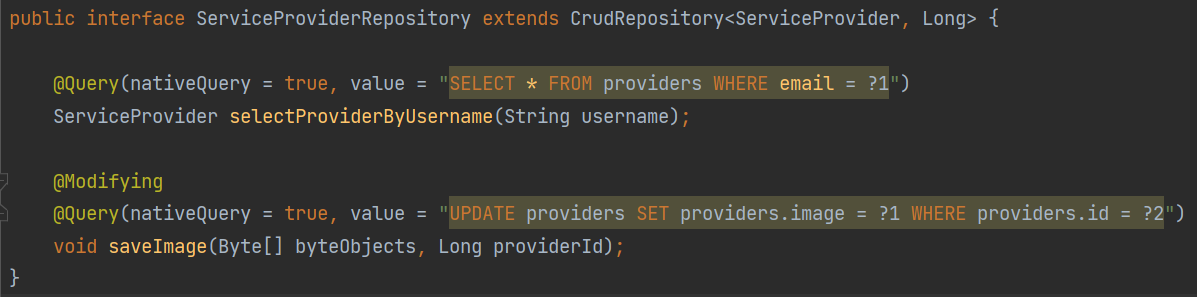 public interface ServiceProviderRepository extends CrudRepository<ServiceProvider, Long> {
@Query(nativeQuery = true, value = "SELECT * FROM providers WHERE email = ?1")
ServiceProvider selectProviderByUsername(String username);
@Modifying
@Query(nativeQuery = true, value = "UPDATE providers SET providers.image = ?1 WHERE providers.id = ?2")
void saveImage(Byte[] byteObjects, Long providerId);
}